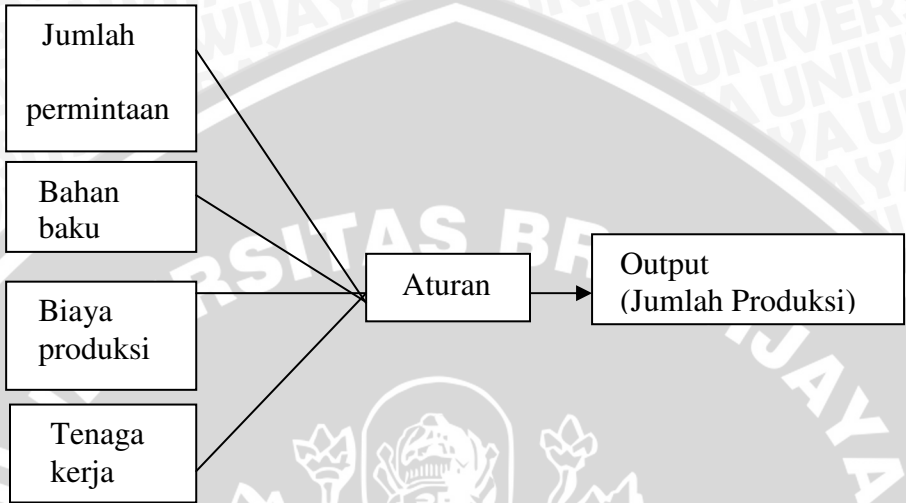 Jumlah
permintaan
Bahan
baku
Biaya
produksi
Tenaga
kerja
Aturan
Output
(Jumlah Produksi)